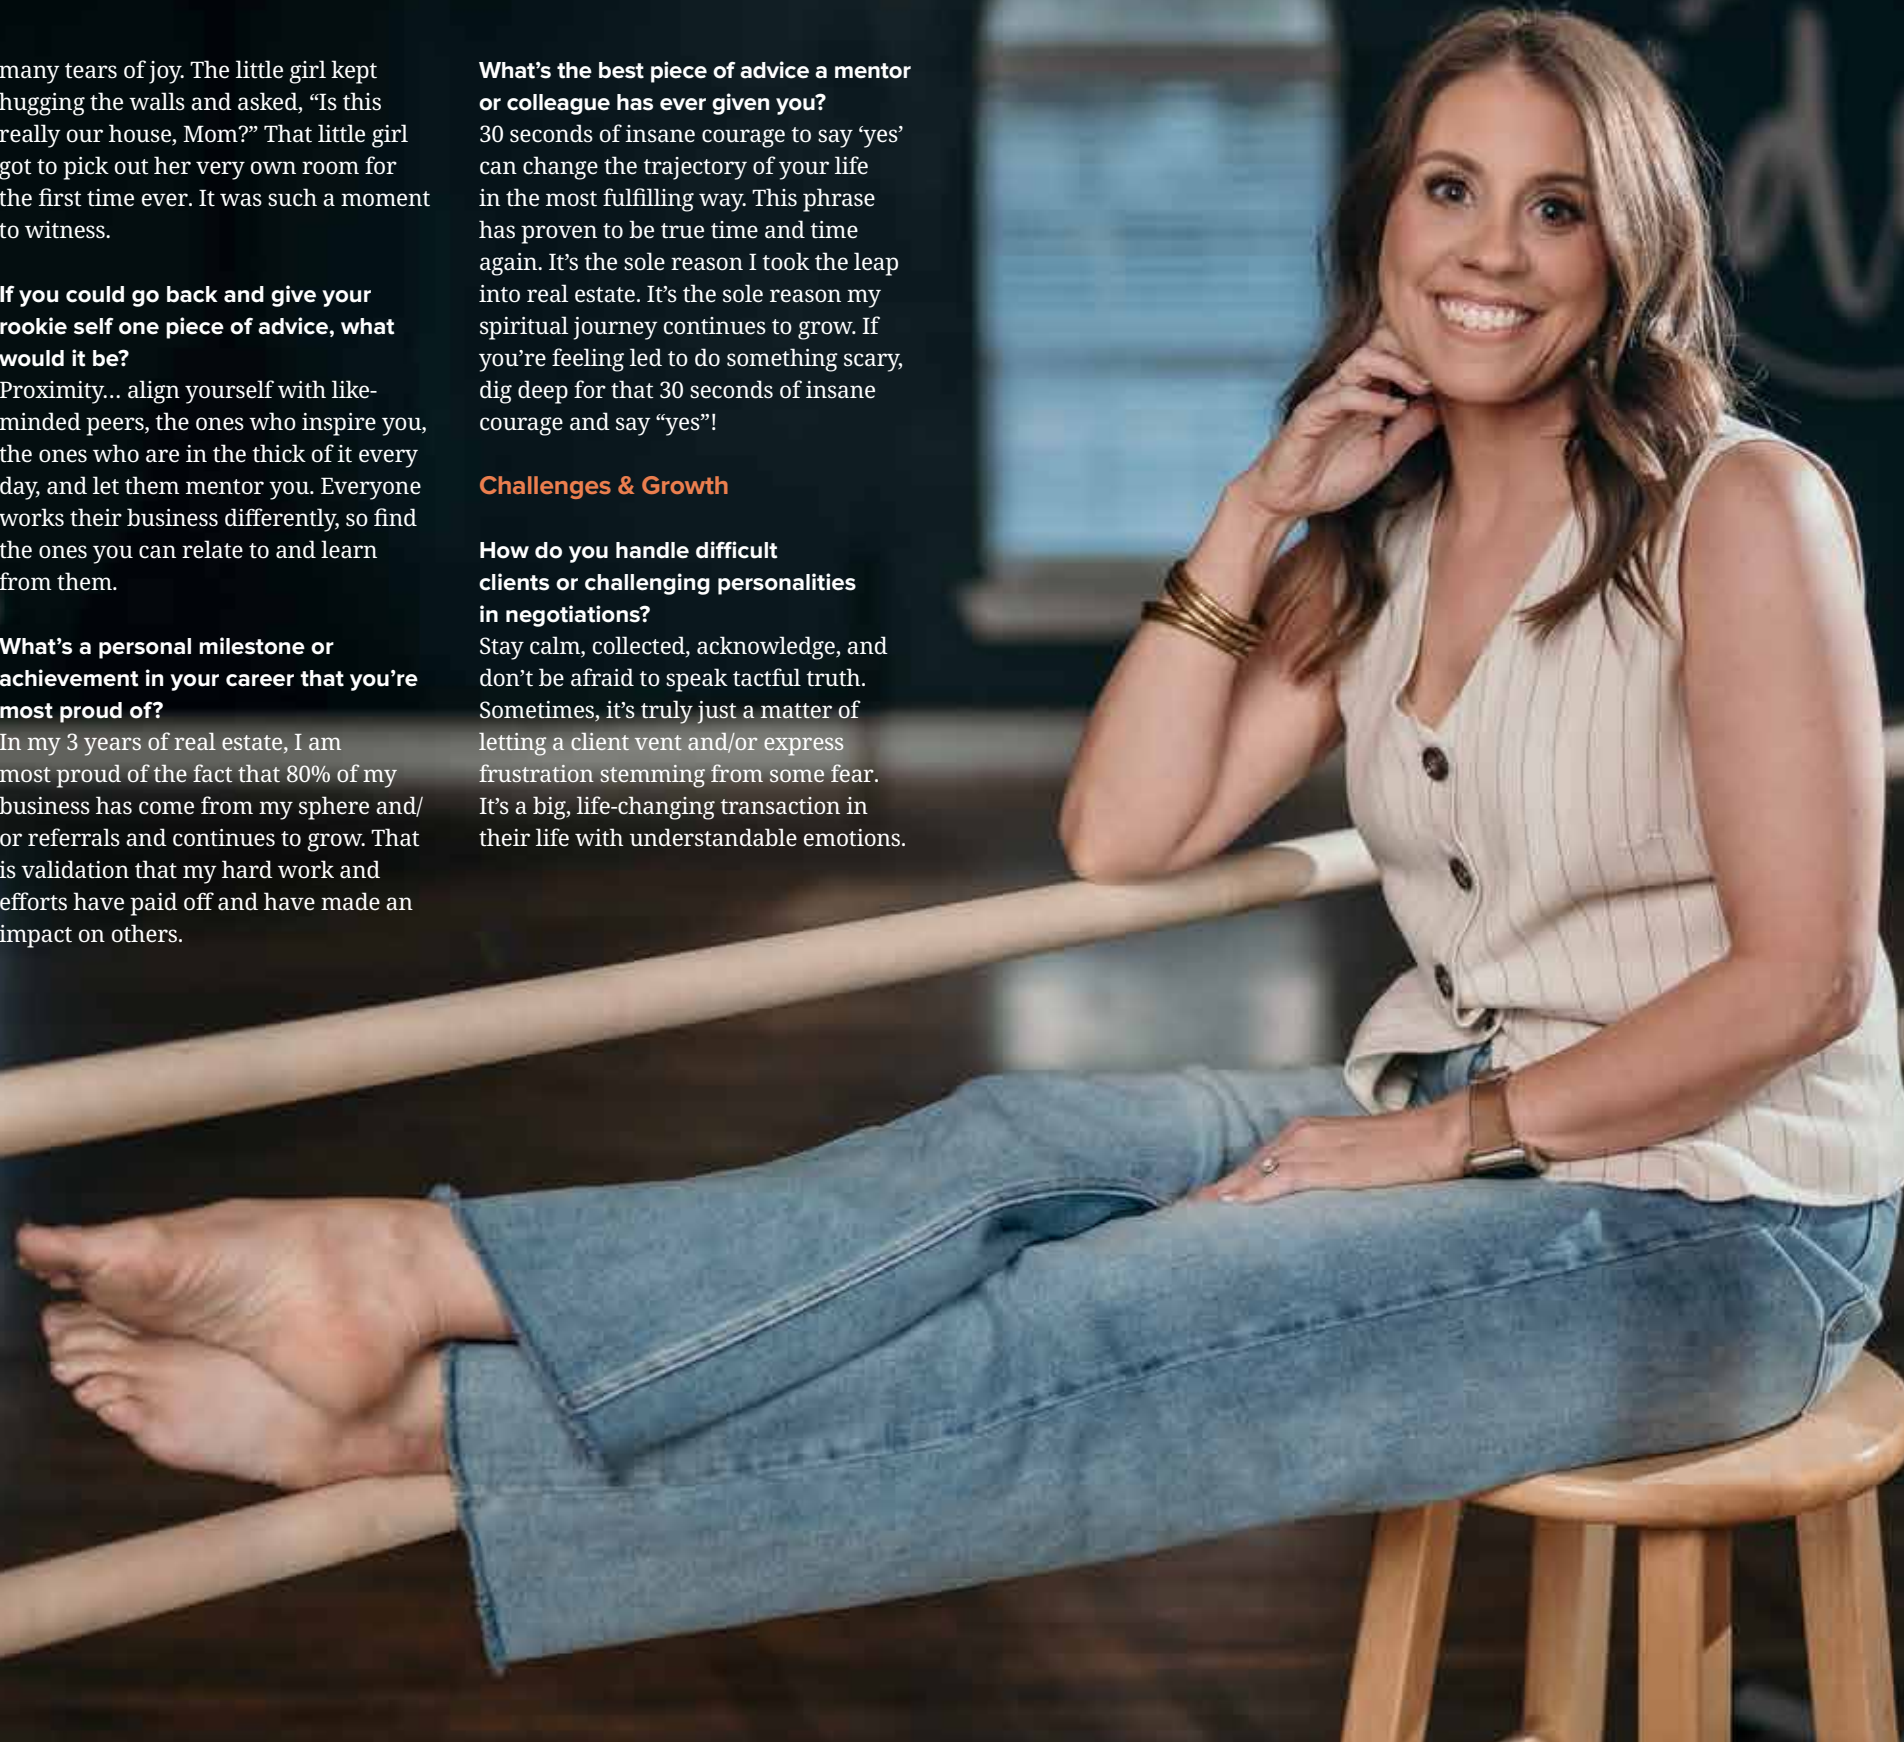 many tears of joy. The little girl kept
hugging the walls and asked, “Is this
really our house, Mom?” That little girl
got to pick out her very own room for
the first time ever. It was such a moment
to witness.
If you could go back and give your
rookie self one piece of advice, what
would it be?
Proximity… align yourself with like-
minded peers, the ones who inspire you,
the ones who are in the thick of it every
day, and let them mentor you. Everyone
works their business differently, so find
the ones you can relate to and learn
from them.
What’s a personal milestone or
achievement in your career that you’re
most proud of?
In my 3 years of real estate, I am
most proud of the fact that 80% of my
business has come from my sphere and/
or referrals and continues to grow. That
is validation that my hard work and
efforts have paid off and have made an
impact on others.
What’s the best piece of advice a mentor
or colleague has ever given you?
30 seconds of insane courage to say ‘yes’
can change the trajectory of your life
in the most fulfilling way. This phrase
has proven to be true time and time
again. It’s the sole reason I took the leap
into real estate. It’s the sole reason my
spiritual journey continues to grow. If
you’re feeling led to do something scary,
dig deep for that 30 seconds of insane
courage and say “yes”!
Challenges & Growth
How do you handle difficult
clients or challenging personalities
in negotiations?
Stay calm, collected, acknowledge, and
don’t be afraid to speak tactful truth.
Sometimes, it’s truly just a matter of
letting a client vent and/or express
frustration stemming from some fear.
It’s a big, life-changing transaction in
their life with understandable emotions.